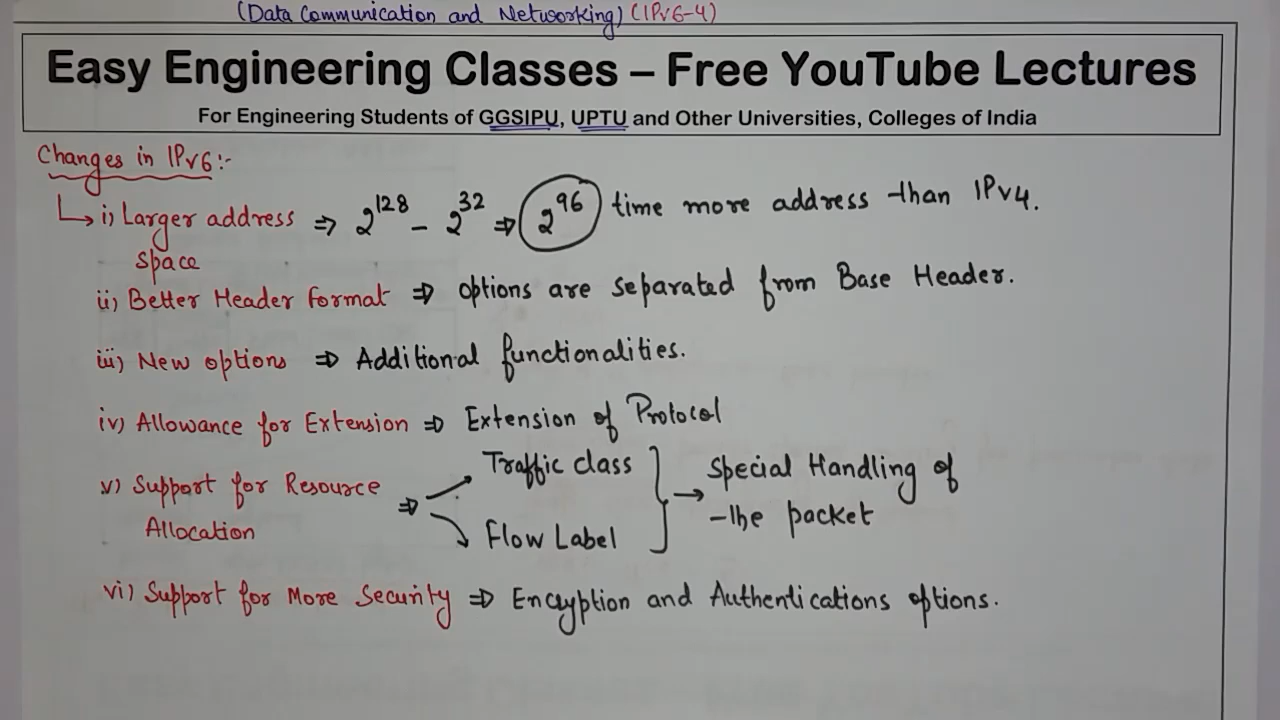 (Data Communication and Networking) (IPv6-4)
Easy Engineering Classes – Free YouTube Lectures
For Engineering Students of GGSIPU, UPTU and Other Universities, Colleges of India
Changes in IPv6:-
i) Larger address space ⇒ 2^128 - 2^32 ⇒ 2^96 time more address than IPv4.
ii) Better Header Format ⇒ options are separated from Base Header.
iii) New options ⇒ Additional functionalities.
iv) Allowance for Extension ⇒ Extension of Protocol
v) Support for Resource Allocation ⇒ Traffic class
Flow Label
→ Special Handling of
the packet
vi) Support for More Security ⇒ Encryption and Authentications options.